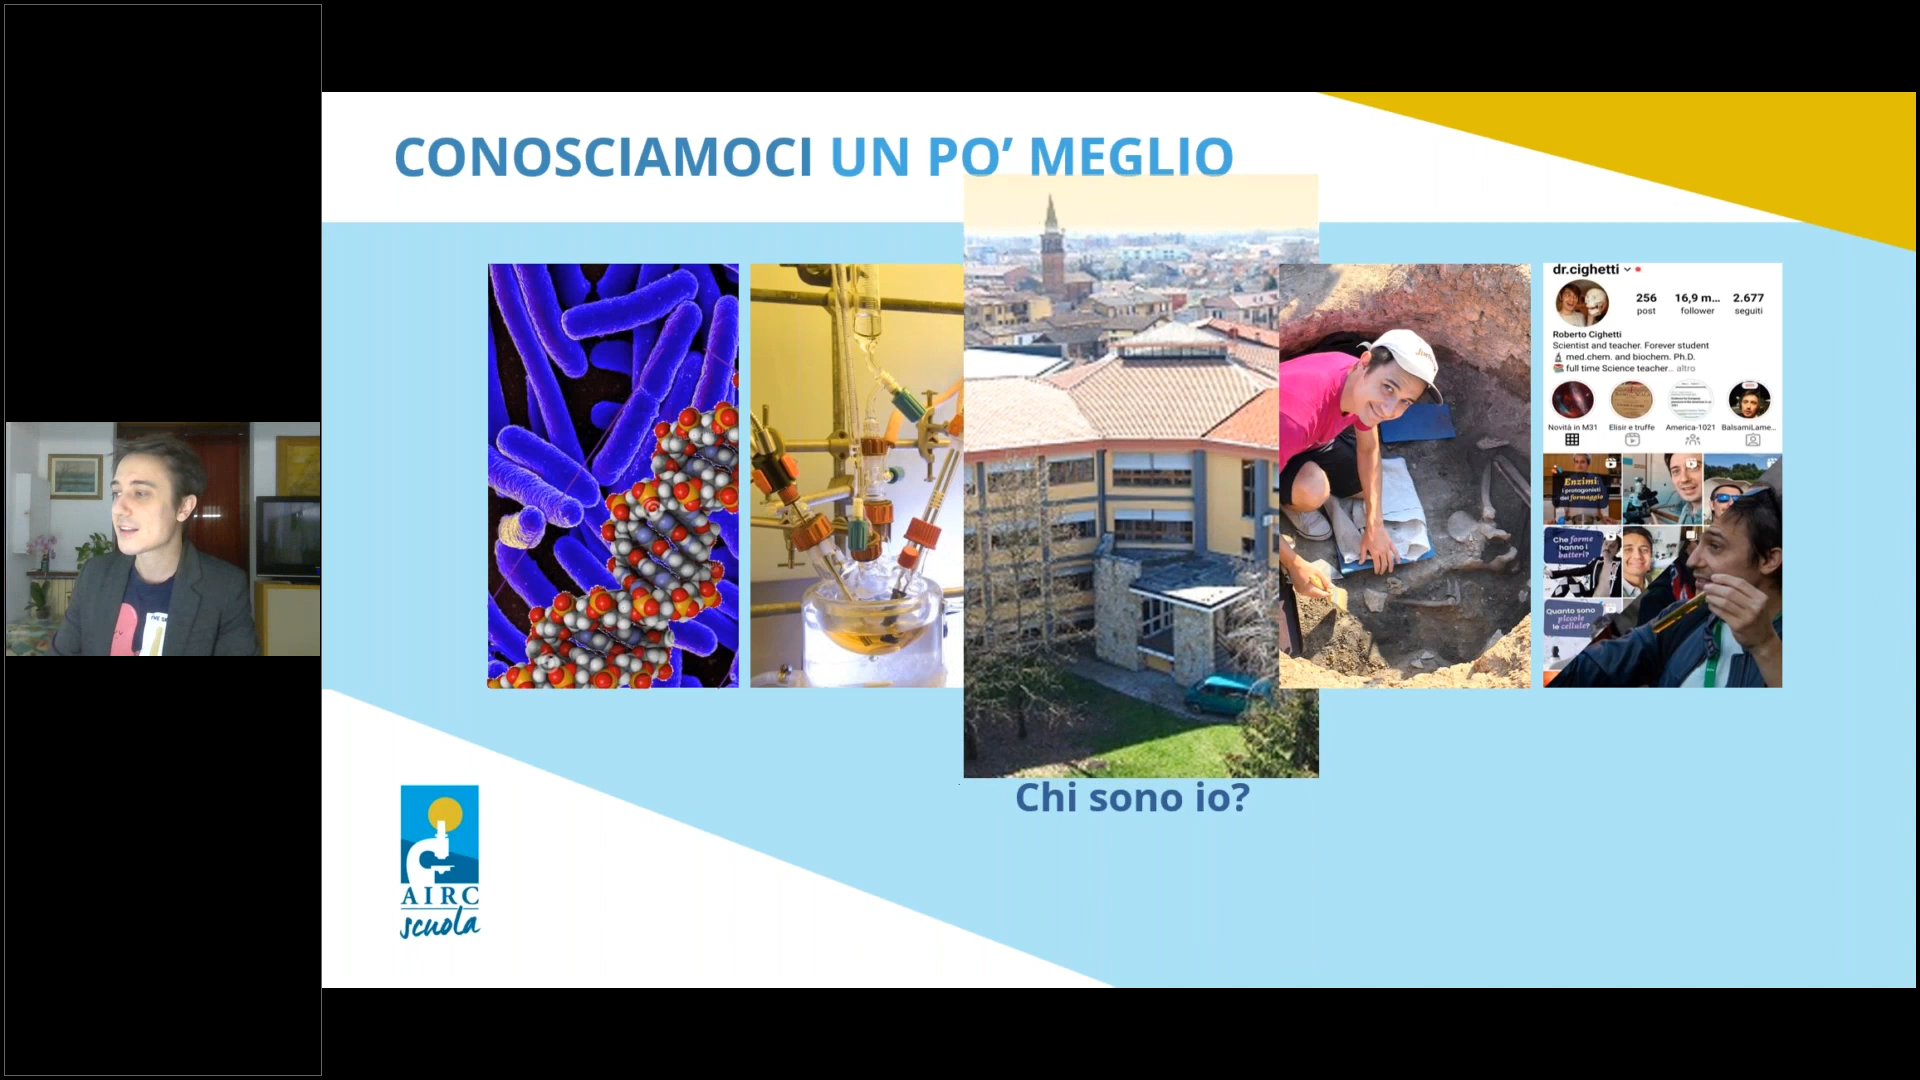 CONOSCIAMOCI UN PO’ MEGLIO
dr.cighetti
256 16,9 m... 2.677
post follower seguiti
Roberto Cighetti
Scientist and teacher. Forever student
med.chem. and biochem. Ph.D.
full time Science teacher... altro
Novità in M31 Elisir e truffe America-1021 BalsamiLame...
Enzimi:
i protagonisti
del formaggio
Che forme
hanno i
batteri?
Quanto sono
piccole
le cellule?
Chi sono io?
AIRC
scuola